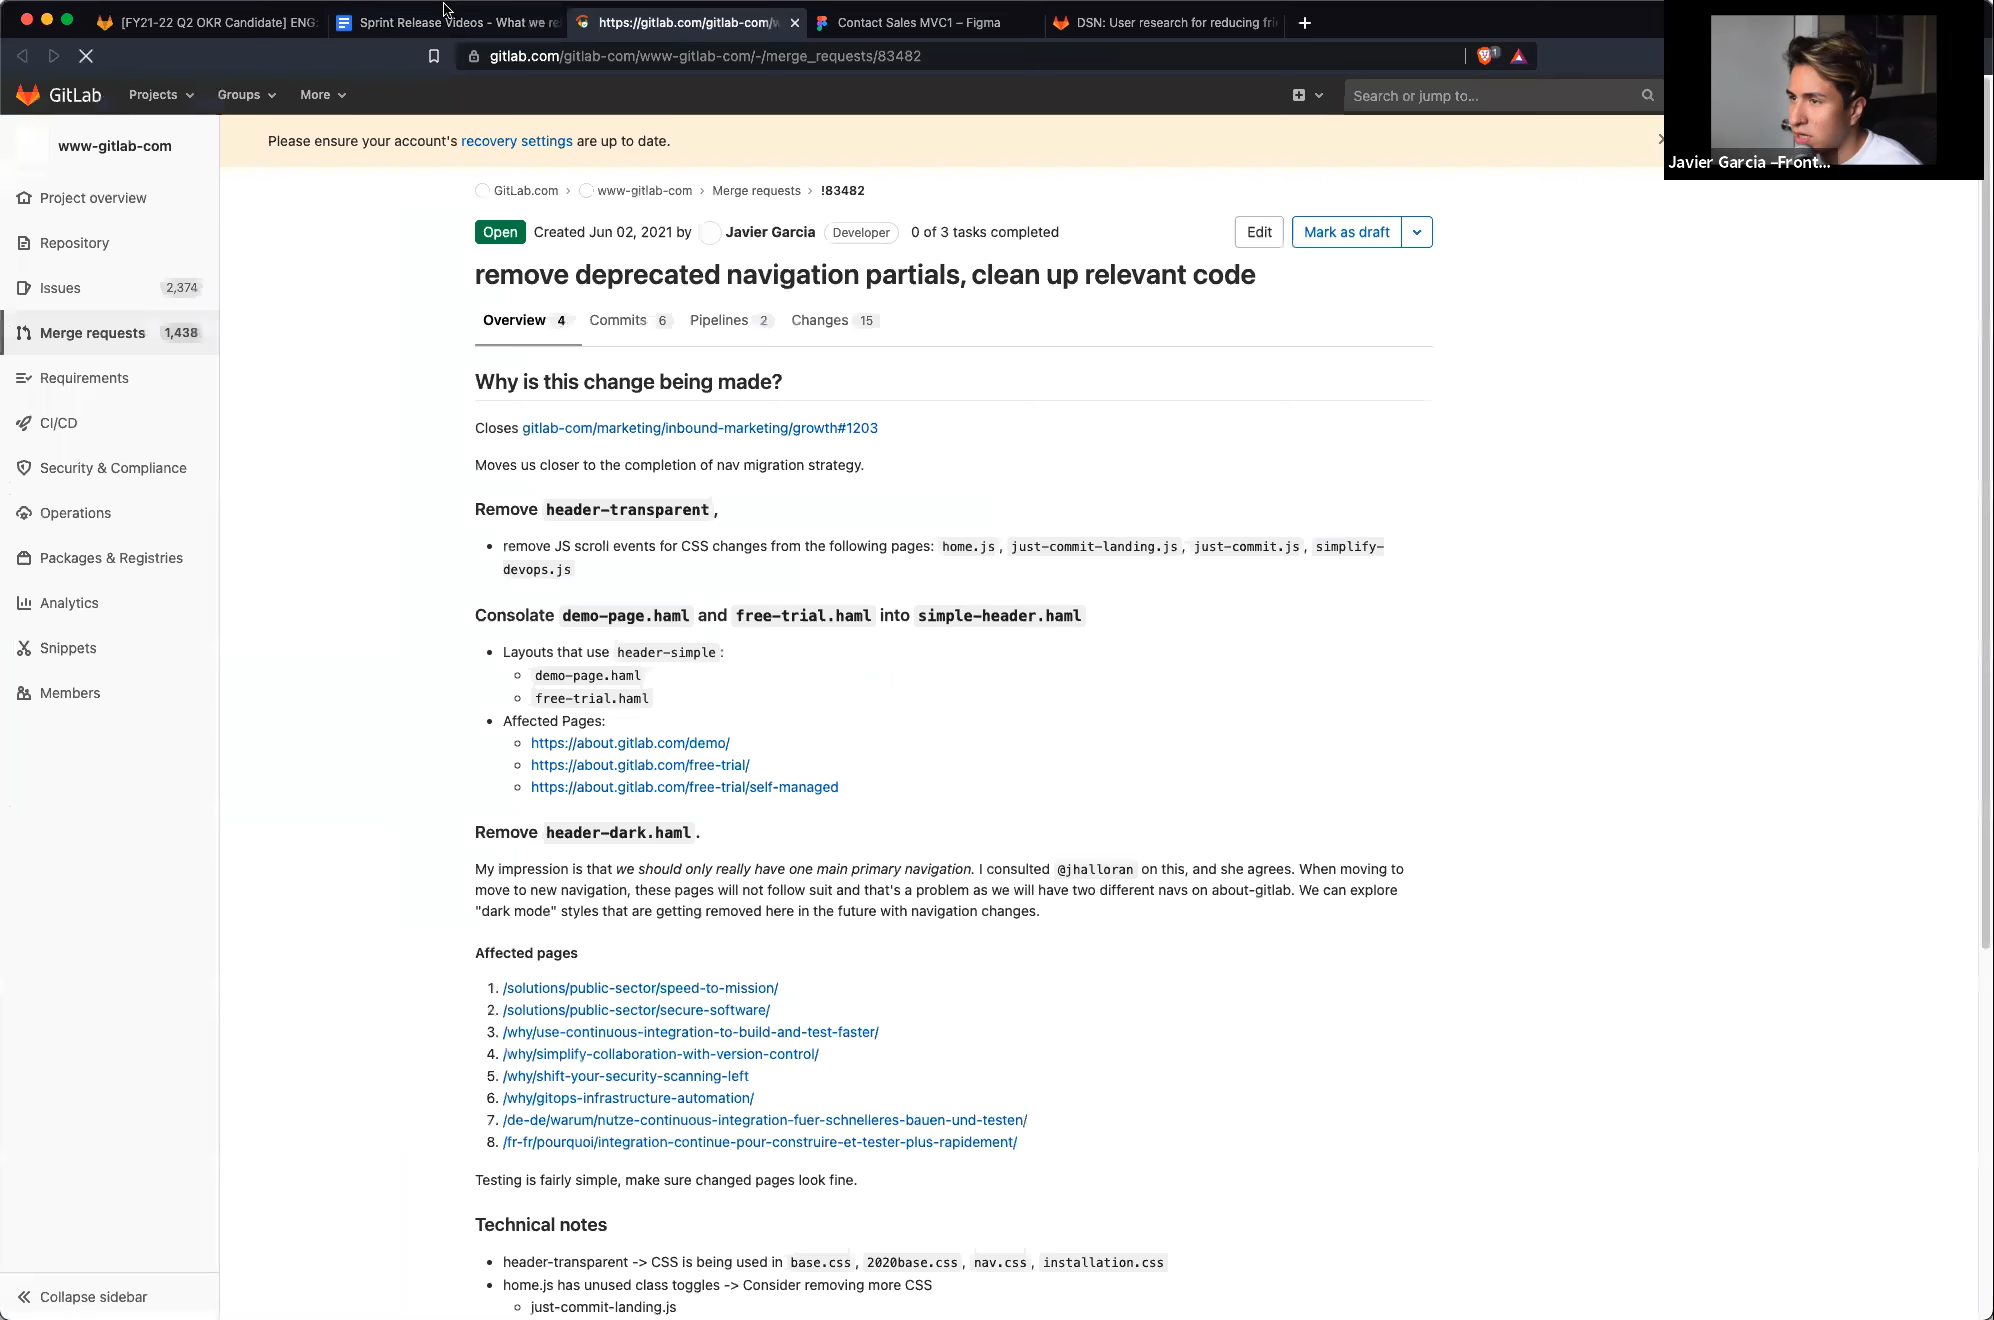 [FY21-22 Q2 OKR Candidate] ENG:
Sprint Release Videos - What we re
https://gitlab.com/gitlab-com/w
Contact Sales MVC1 – Figma
DSN: User research for reducing fri
gitlab.com/gitlab-com/www-gitlab-com/-/merge_requests/83482
1
GitLab
Projects
Groups
More
Search or jump to...
Javier Garcia –Front...
www-gitlab-com
Project overview
Repository
Issues 2,374
Merge requests 1,438
Requirements
CI/CD
Security & Compliance
Operations
Packages & Registries
Analytics
Snippets
Members
Collapse sidebar
Please ensure your account's recovery settings are up to date.
GitLab.com › www-gitlab-com › Merge requests › !83482
Open Created Jun 02, 2021 by Javier Garcia Developer 0 of 3 tasks completed
Edit Mark as draft
remove deprecated navigation partials, clean up relevant code
Overview 4 Commits 6 Pipelines 2 Changes 15
Why is this change being made?
Closes gitlab-com/marketing/inbound-marketing/growth#1203
Moves us closer to the completion of nav migration strategy.
Remove header-transparent,
• remove JS scroll events for CSS changes from the following pages: home.js, just-commit-landing.js, just-commit.js, simplify-
devops.js
Consolate demo-page.haml and free-trial.haml into simple-header.haml
• Layouts that use header-simple:
demo-page.haml
free-trial.haml
• Affected Pages:
https://about.gitlab.com/demo/
https://about.gitlab.com/free-trial/
https://about.gitlab.com/free-trial/self-managed
Remove header-dark.haml.
My impression is that we should only really have one main primary navigation. I consulted @jhalloran on this, and she agrees. When moving to
move to new navigation, these pages will not follow suit and that's a problem as we will have two different navs on about-gitlab. We can explore
"dark mode" styles that are getting removed here in the future with navigation changes.
Affected pages
1. /solutions/public-sector/speed-to-mission/
2. /solutions/public-sector/secure-software/
3. /why/use-continuous-integration-to-build-and-test-faster/
4. /why/simplify-collaboration-with-version-control/
5. /why/shift-your-security-scanning-left
6. /why/gitops-infrastructure-automation/
7. /de-de/warum/nutze-continuous-integration-fuer-schnelleres-bauen-und-testen/
8. /fr-fr/pourquoi/integration-continue-pour-construire-et-tester-plus-rapidement/
Testing is fairly simple, make sure changed pages look fine.
Technical notes
• header-transparent -> CSS is being used in base.css, 2020base.css, nav.css, installation.css
• home.js has unused class toggles -> Consider removing more CSS
just-commit-landing.js